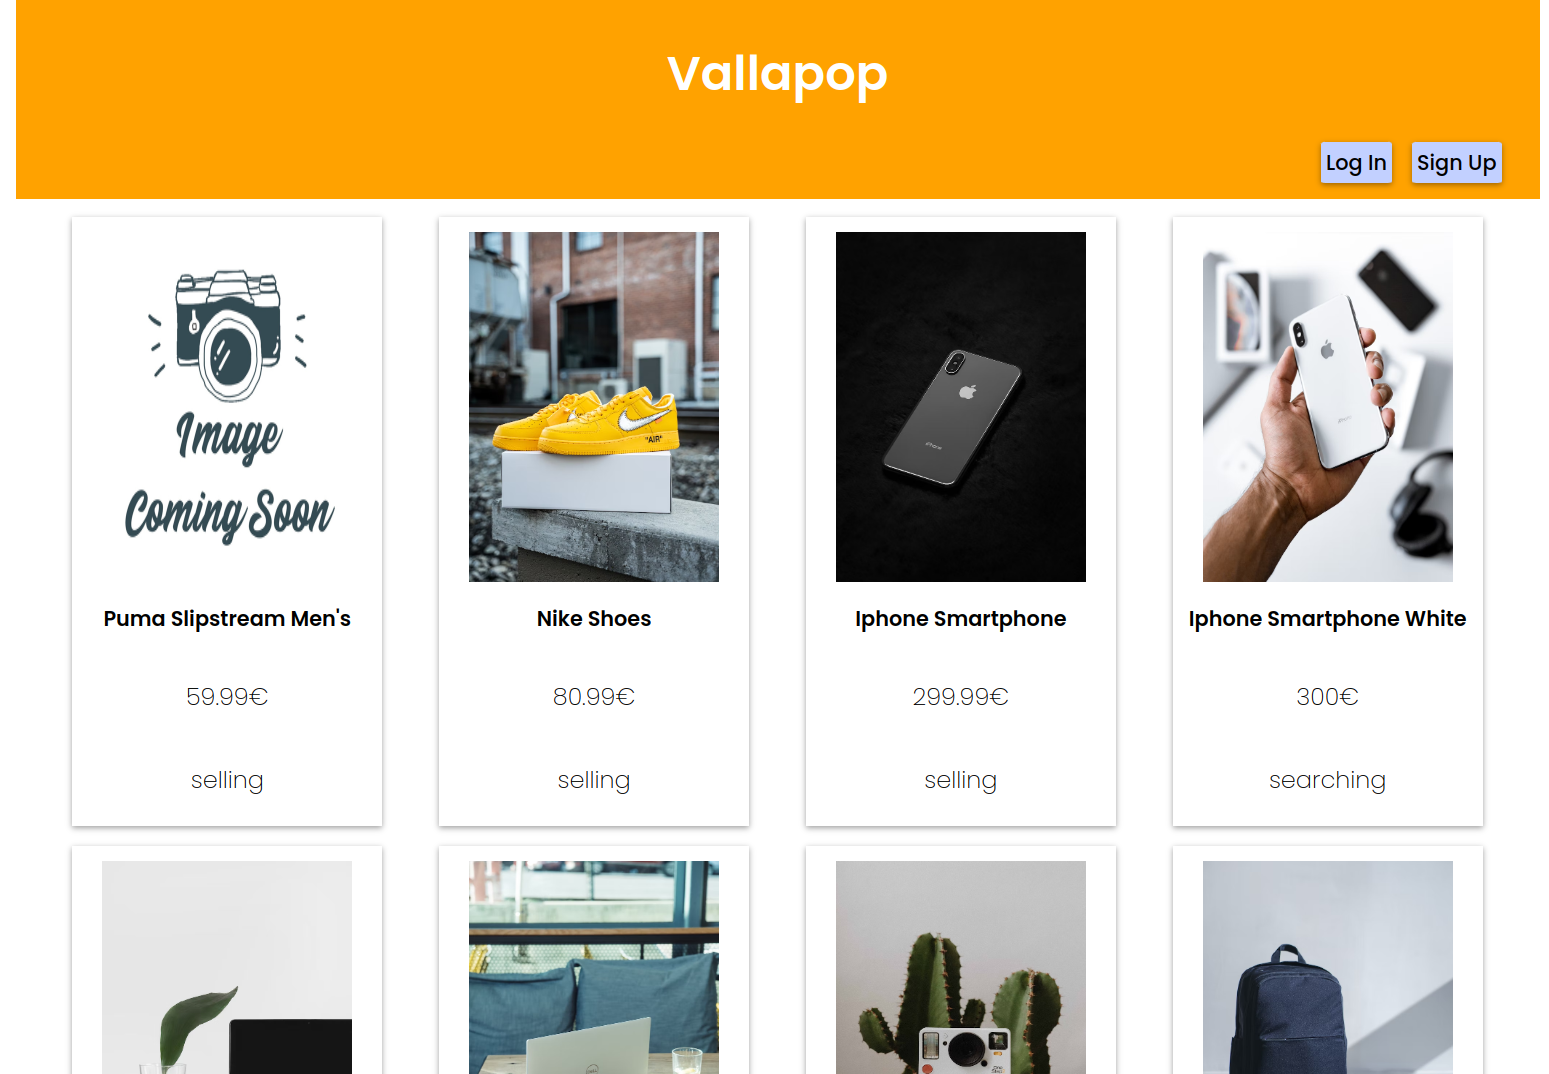 Vallapop
Log In
Sign Up
Image
Coming Soon
"AIR"
iPhone
Puma Slipstream Men's
Nike Shoes
Iphone Smartphone
Iphone Smartphone White
59.99€
80.99€
299.99€
300€
selling
selling
selling
searching